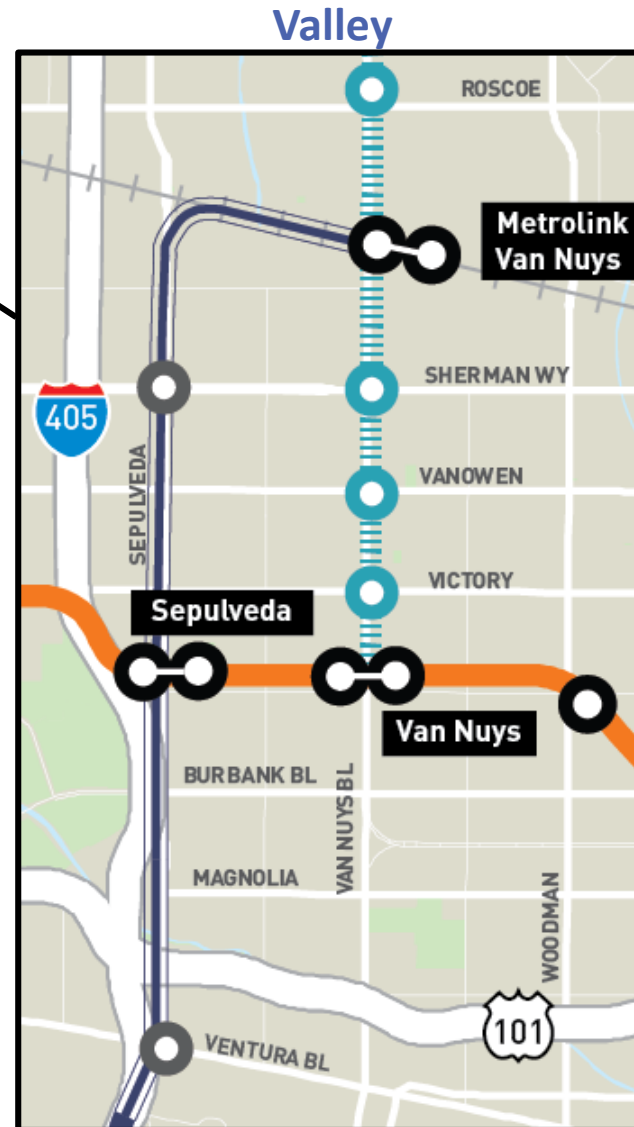 Valley
ROSCOE
Metrolink
Van Nuys
SHERMAN WY
405
SEPULVEDA
VANOWEN
VICTORY
Sepulveda
Van Nuys
BURBANK BL
VAN NUYS BL
MAGNOLIA
WOODMAN
101
VENTURA BL